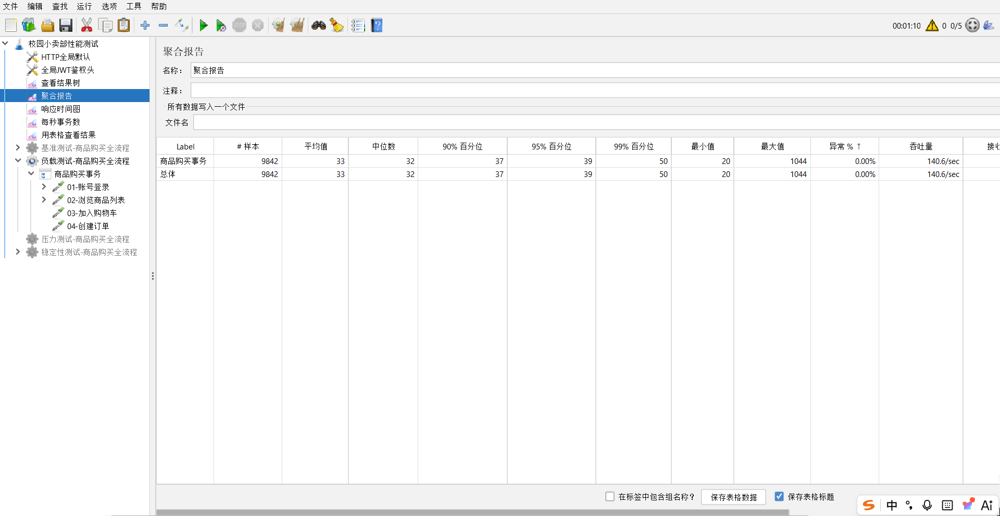 文件 编辑 查找 运行 选项 工具 帮助
STOP
00:01:10 0 0/5
校园小卖部性能测试
HTTP全局默认
全局JWT鉴权头
查看结果树
聚合报告
响应时间图
每秒事务数
用表格查看结果
基准测试-商品购买全流程
负载测试-商品购买全流程
商品购买事务
01-账号登录
02-浏览商品列表
03-加入购物车
04-创建订单
压力测试-商品购买全流程
稳定性测试-商品购买全流程
聚合报告
名称： 聚合报告
注释：
所有数据写入一个文件
文件名
Label # 样本 平均值 中位数 90% 百分位 95% 百分位 99% 百分位 最小值 最大值 异常 % ↑ 吞吐量 接收
商品购买事务 9842 33 32 37 39 50 20 1044 0.00% 140.6/sec
总体 9842 33 32 37 39 50 20 1044 0.00% 140.6/sec
在标签中包含组名称？ 保存表格数据 保存表格标题
S 中 °, Ai